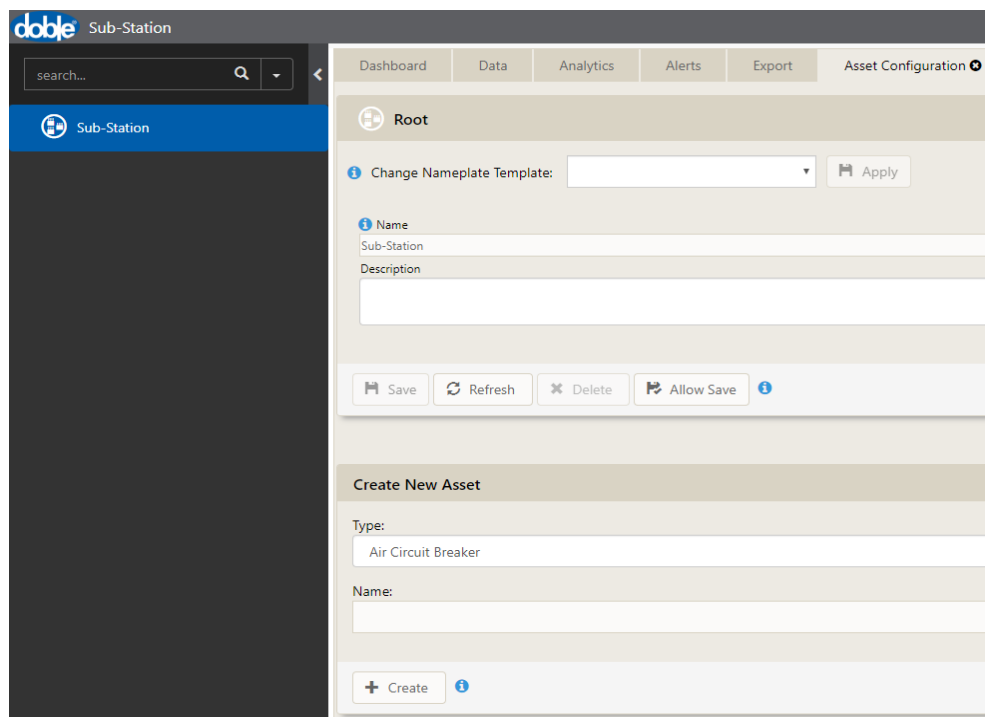 doble Sub-Station
search...
Sub-Station
Dashboard Data Analytics Alerts Export Asset Configuration
Root
Change Nameplate Template: Apply
Name
Sub-Station
Description
Save Refresh Delete Allow Save
Create New Asset
Type:
Air Circuit Breaker
Name:
Create